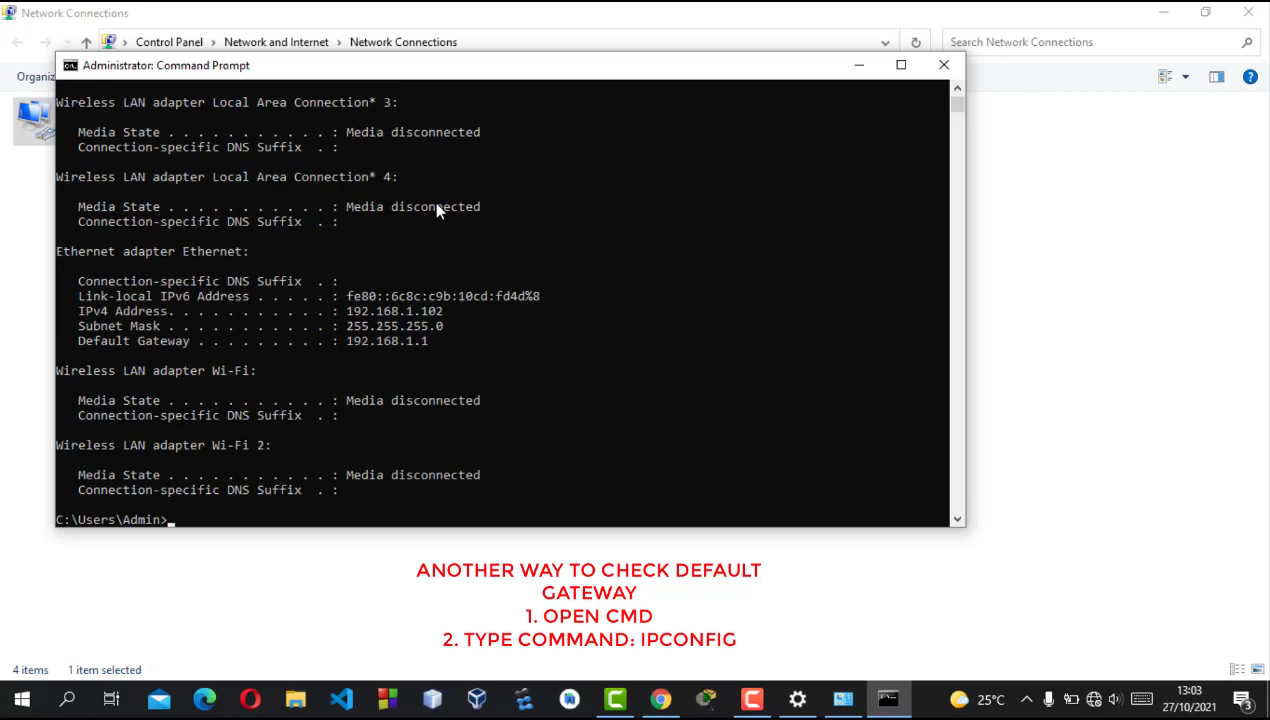 Network Connections
Control Panel > Network and Internet > Network Connections
Search Network Connections
Organiz
Administrator: Command Prompt
Wireless LAN adapter Local Area Connection* 3:
Media State . . . . . . . . . . . : Media disconnected
Connection-specific DNS Suffix  . :
Wireless LAN adapter Local Area Connection* 4:
Media State . . . . . . . . . . . : Media disconnected
Connection-specific DNS Suffix  . :
Ethernet adapter Ethernet:
Connection-specific DNS Suffix  . :
Link-local IPv6 Address . . . . . : fe80::6c8c:c9b:10cd:fd4d%8
IPv4 Address. . . . . . . . . . . : 192.168.1.102
Subnet Mask . . . . . . . . . . . : 255.255.255.0
Default Gateway . . . . . . . . . : 192.168.1.1
Wireless LAN adapter Wi-Fi:
Media State . . . . . . . . . . . : Media disconnected
Connection-specific DNS Suffix  . :
Wireless LAN adapter Wi-Fi 2:
Media State . . . . . . . . . . . : Media disconnected
Connection-specific DNS Suffix  . :
C:\Users\Admin>
ANOTHER WAY TO CHECK DEFAULT
GATEWAY
1. OPEN CMD
2. TYPE COMMAND: IPCONFIG
4 items 1 item selected
25°C
13:03
27/10/2021
3